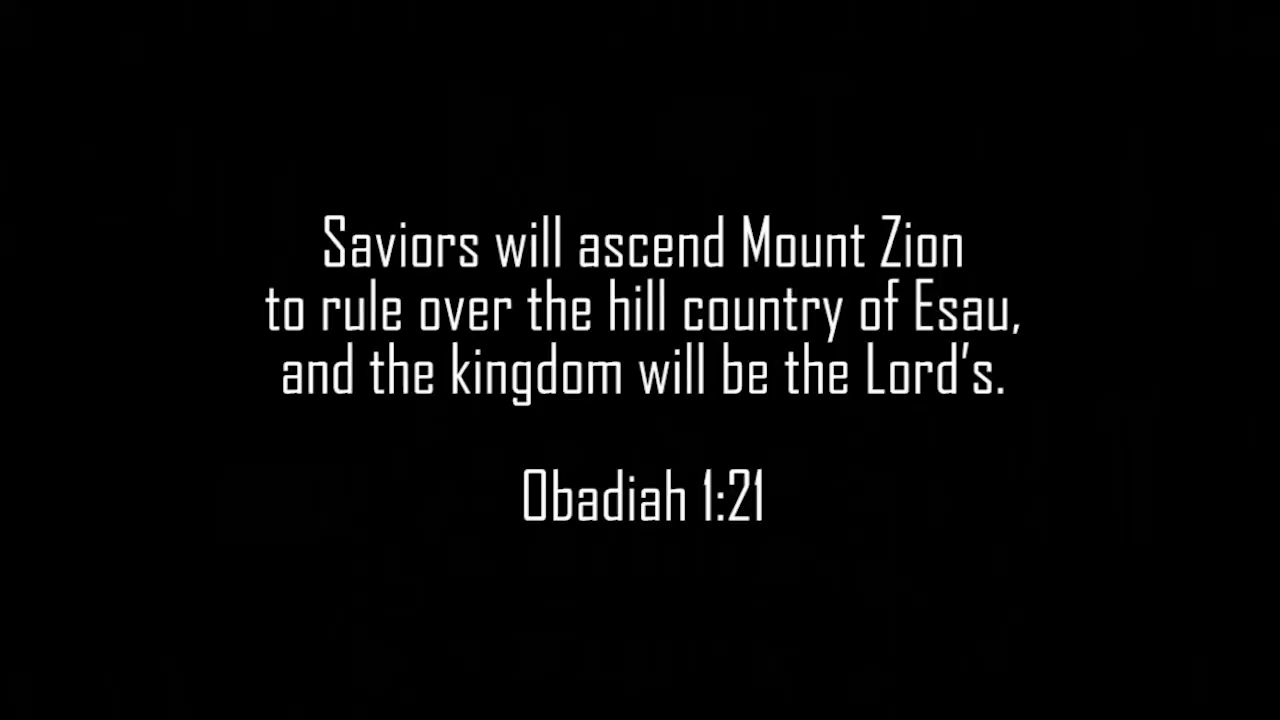 Saviors will ascend Mount Zion
to rule over the hill country of Esau,
and the kingdom will be the Lord's.
Obadiah 1:21